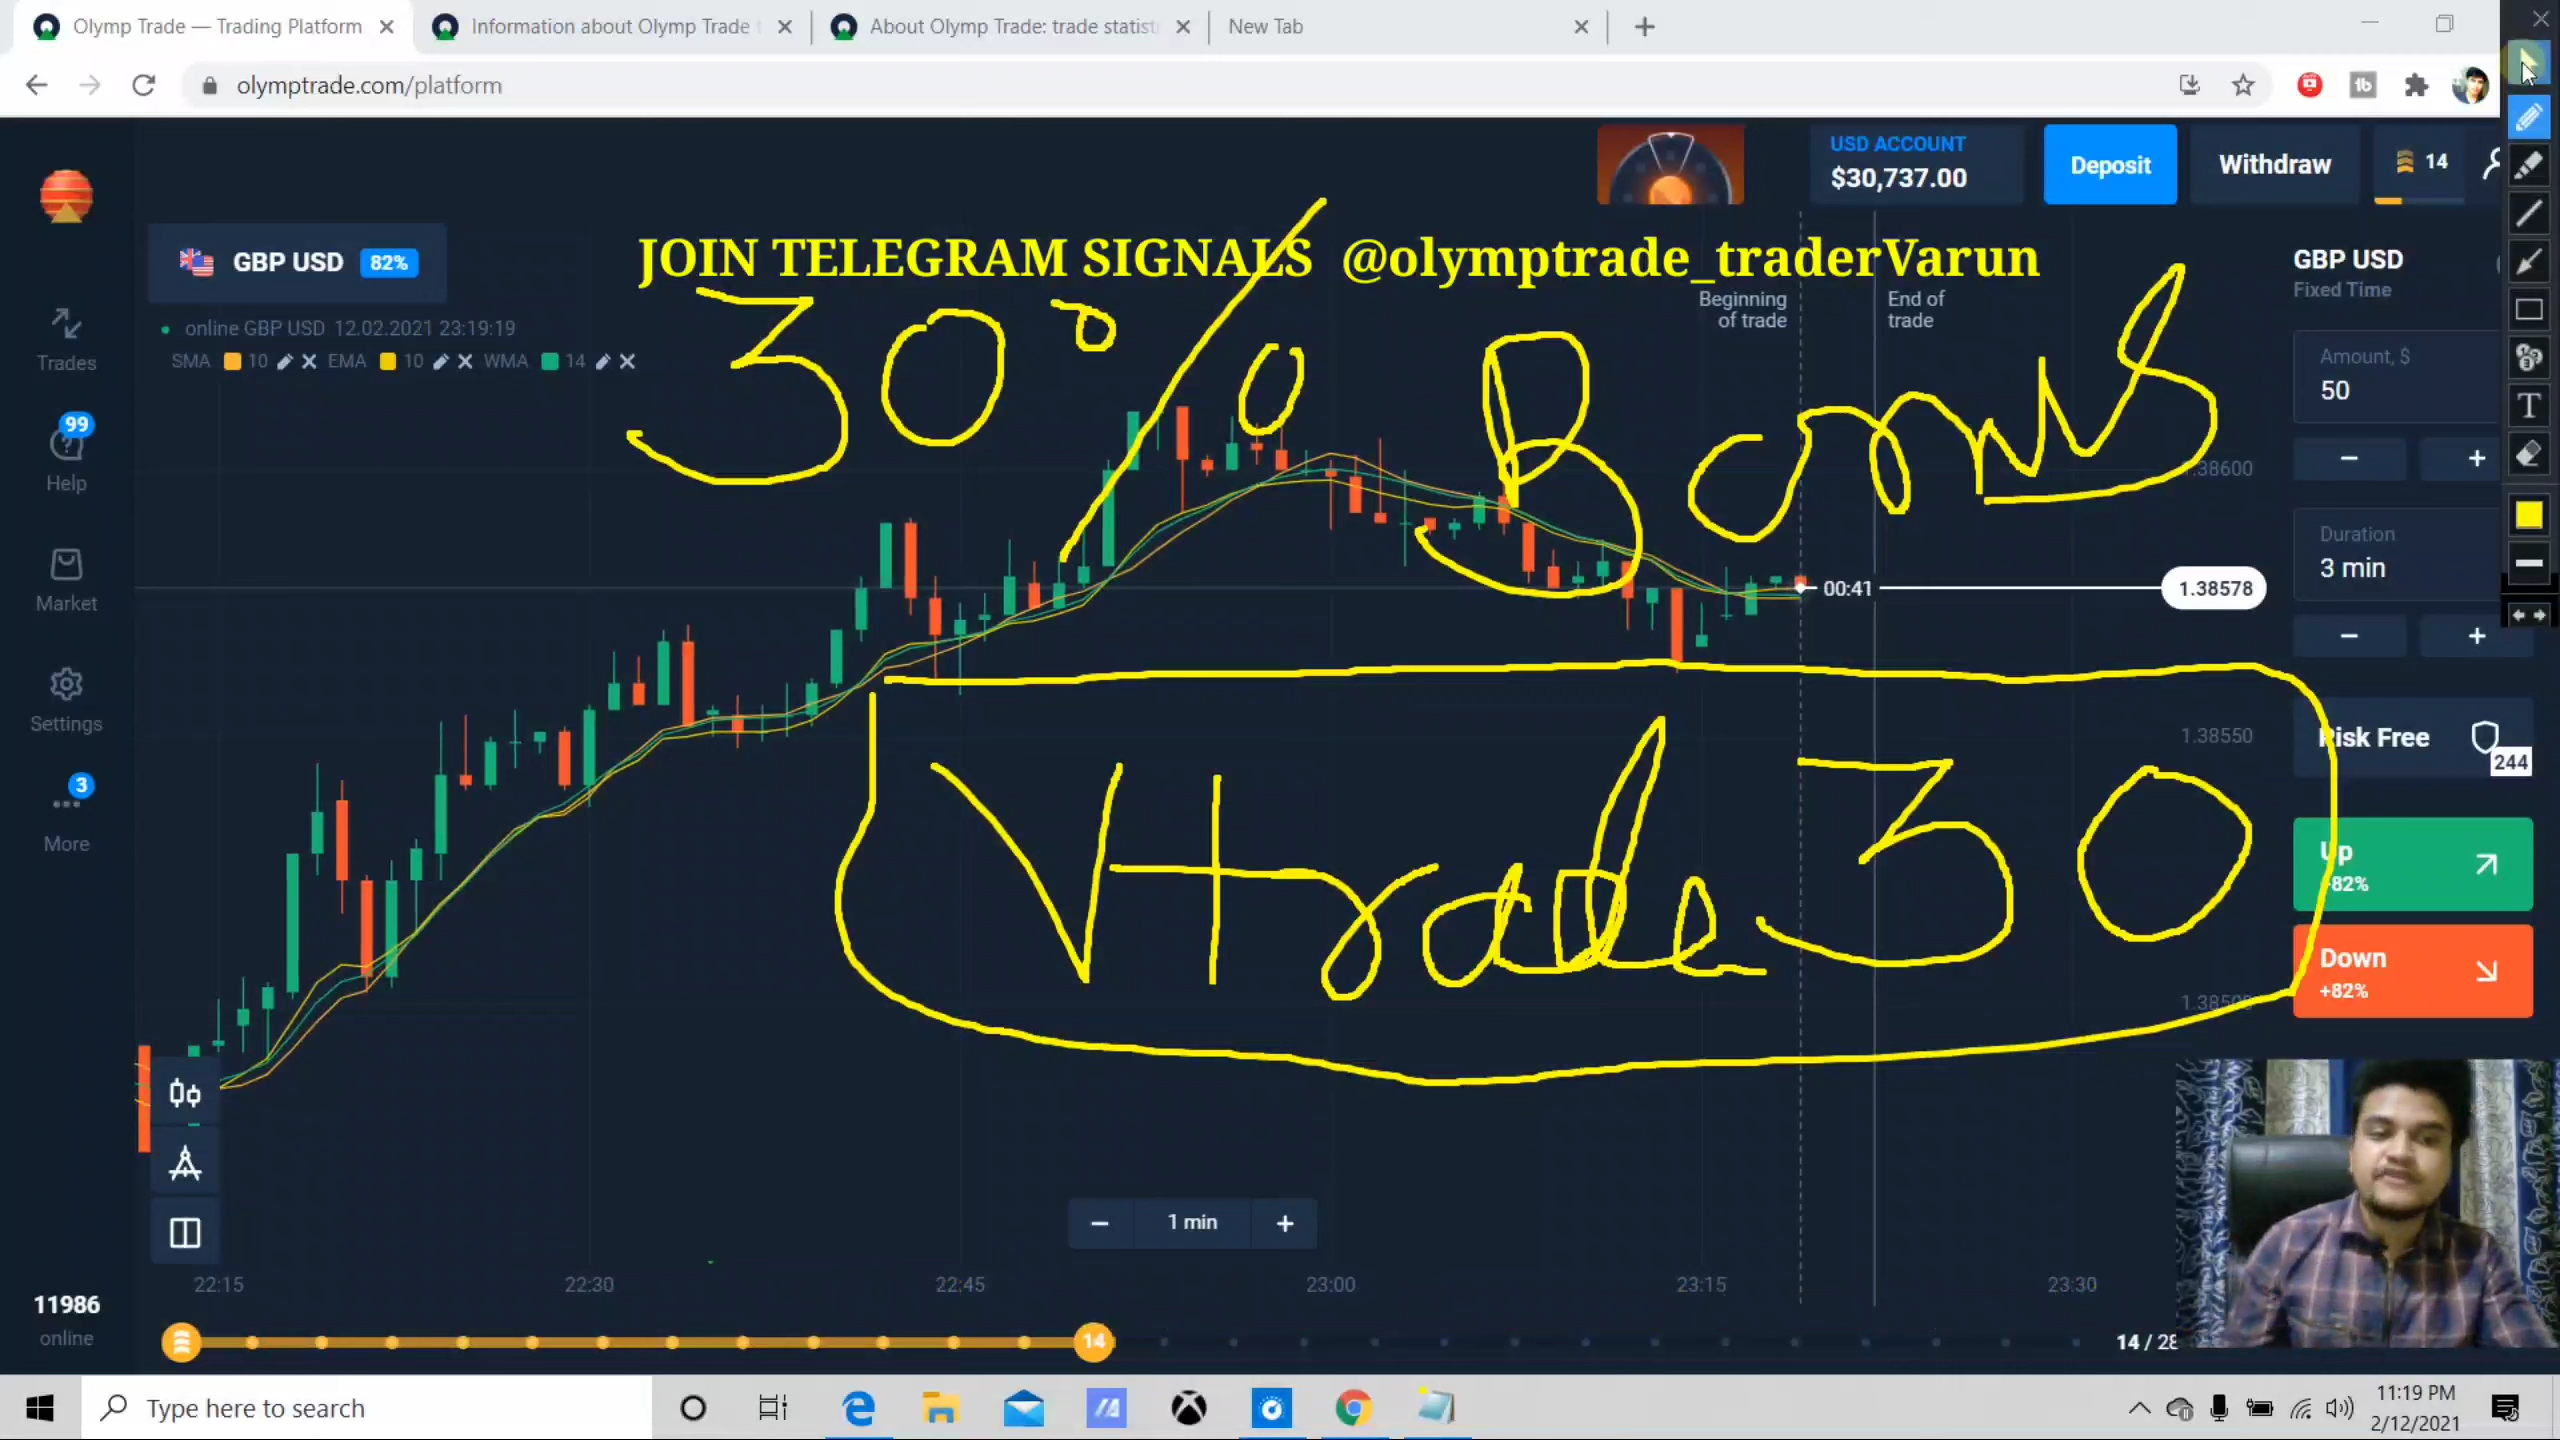 Olymp Trade — Trading Platform
Information about Olymp Trade t
About Olymp Trade: trade statisti
New Tab
olymptrade.com/platform
USD ACCOUNT
$30,737.00
Deposit
Withdraw
14
JOIN TELEGRAM SIGNALS @olymptrade_traderVarun
GBP USD 82%
online GBP USD 12.02.2021 23:19:19
SMA 10 EMA 10 WMA 14
30% Bonus
Beginning of trade
End of trade
GBP USD
Fixed Time
Amount, $
50
Duration
3 min
Trades
99
Help
Market
Settings
3
More
1.38600
00:41
1.38578
1.38550
1.38500
Vtrade30
Risk Free
244
Up
+82%
Down
+82%
− 1 min +
22:15 22:30 22:45 23:00 23:15 23:30
11986
online
14
14 / 28
Type here to search
11:19 PM
2/12/2021